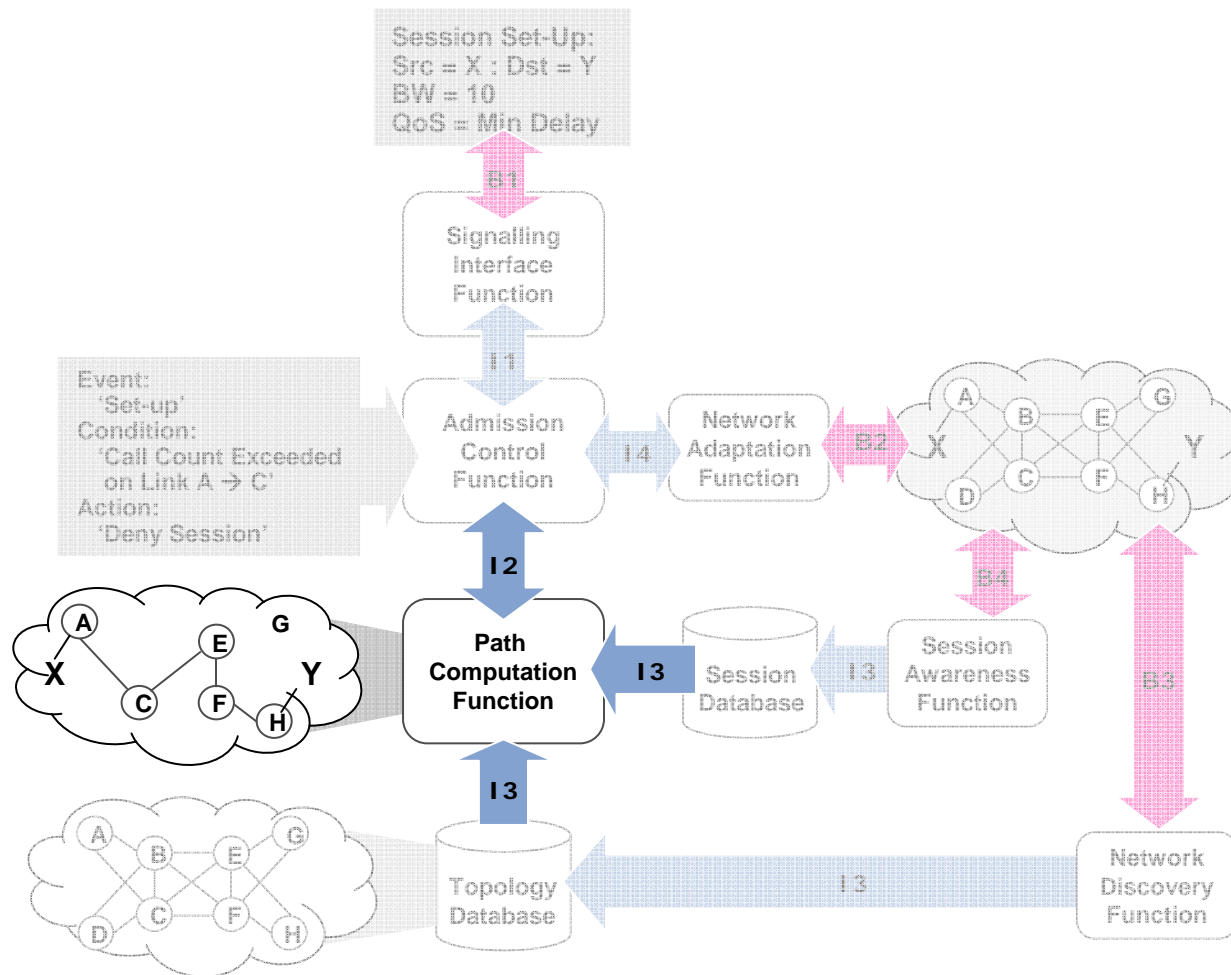 Session Set-Up:
Src = X : Dst = Y
BW = 10
QoS = Min Delay
B1
Signalling
Interface
Function
I1
Event:
‘Set-up’
Condition:
‘Call Count Exceeded
on Link A → C’
Action:
‘Deny Session’
Admission
Control
Function
I4
Network
Adaptation
Function
B2
A
B
E
G
X
Y
D
C
F
H
I2
B4
B3
A
E
G
X
Y
C
F
H
Path
Computation
Function
I3
Session
Database
I3
Session
Awareness
Function
I3
A
B
E
G
D
C
F
H
Topology
Database
I3
Network
Discovery
Function